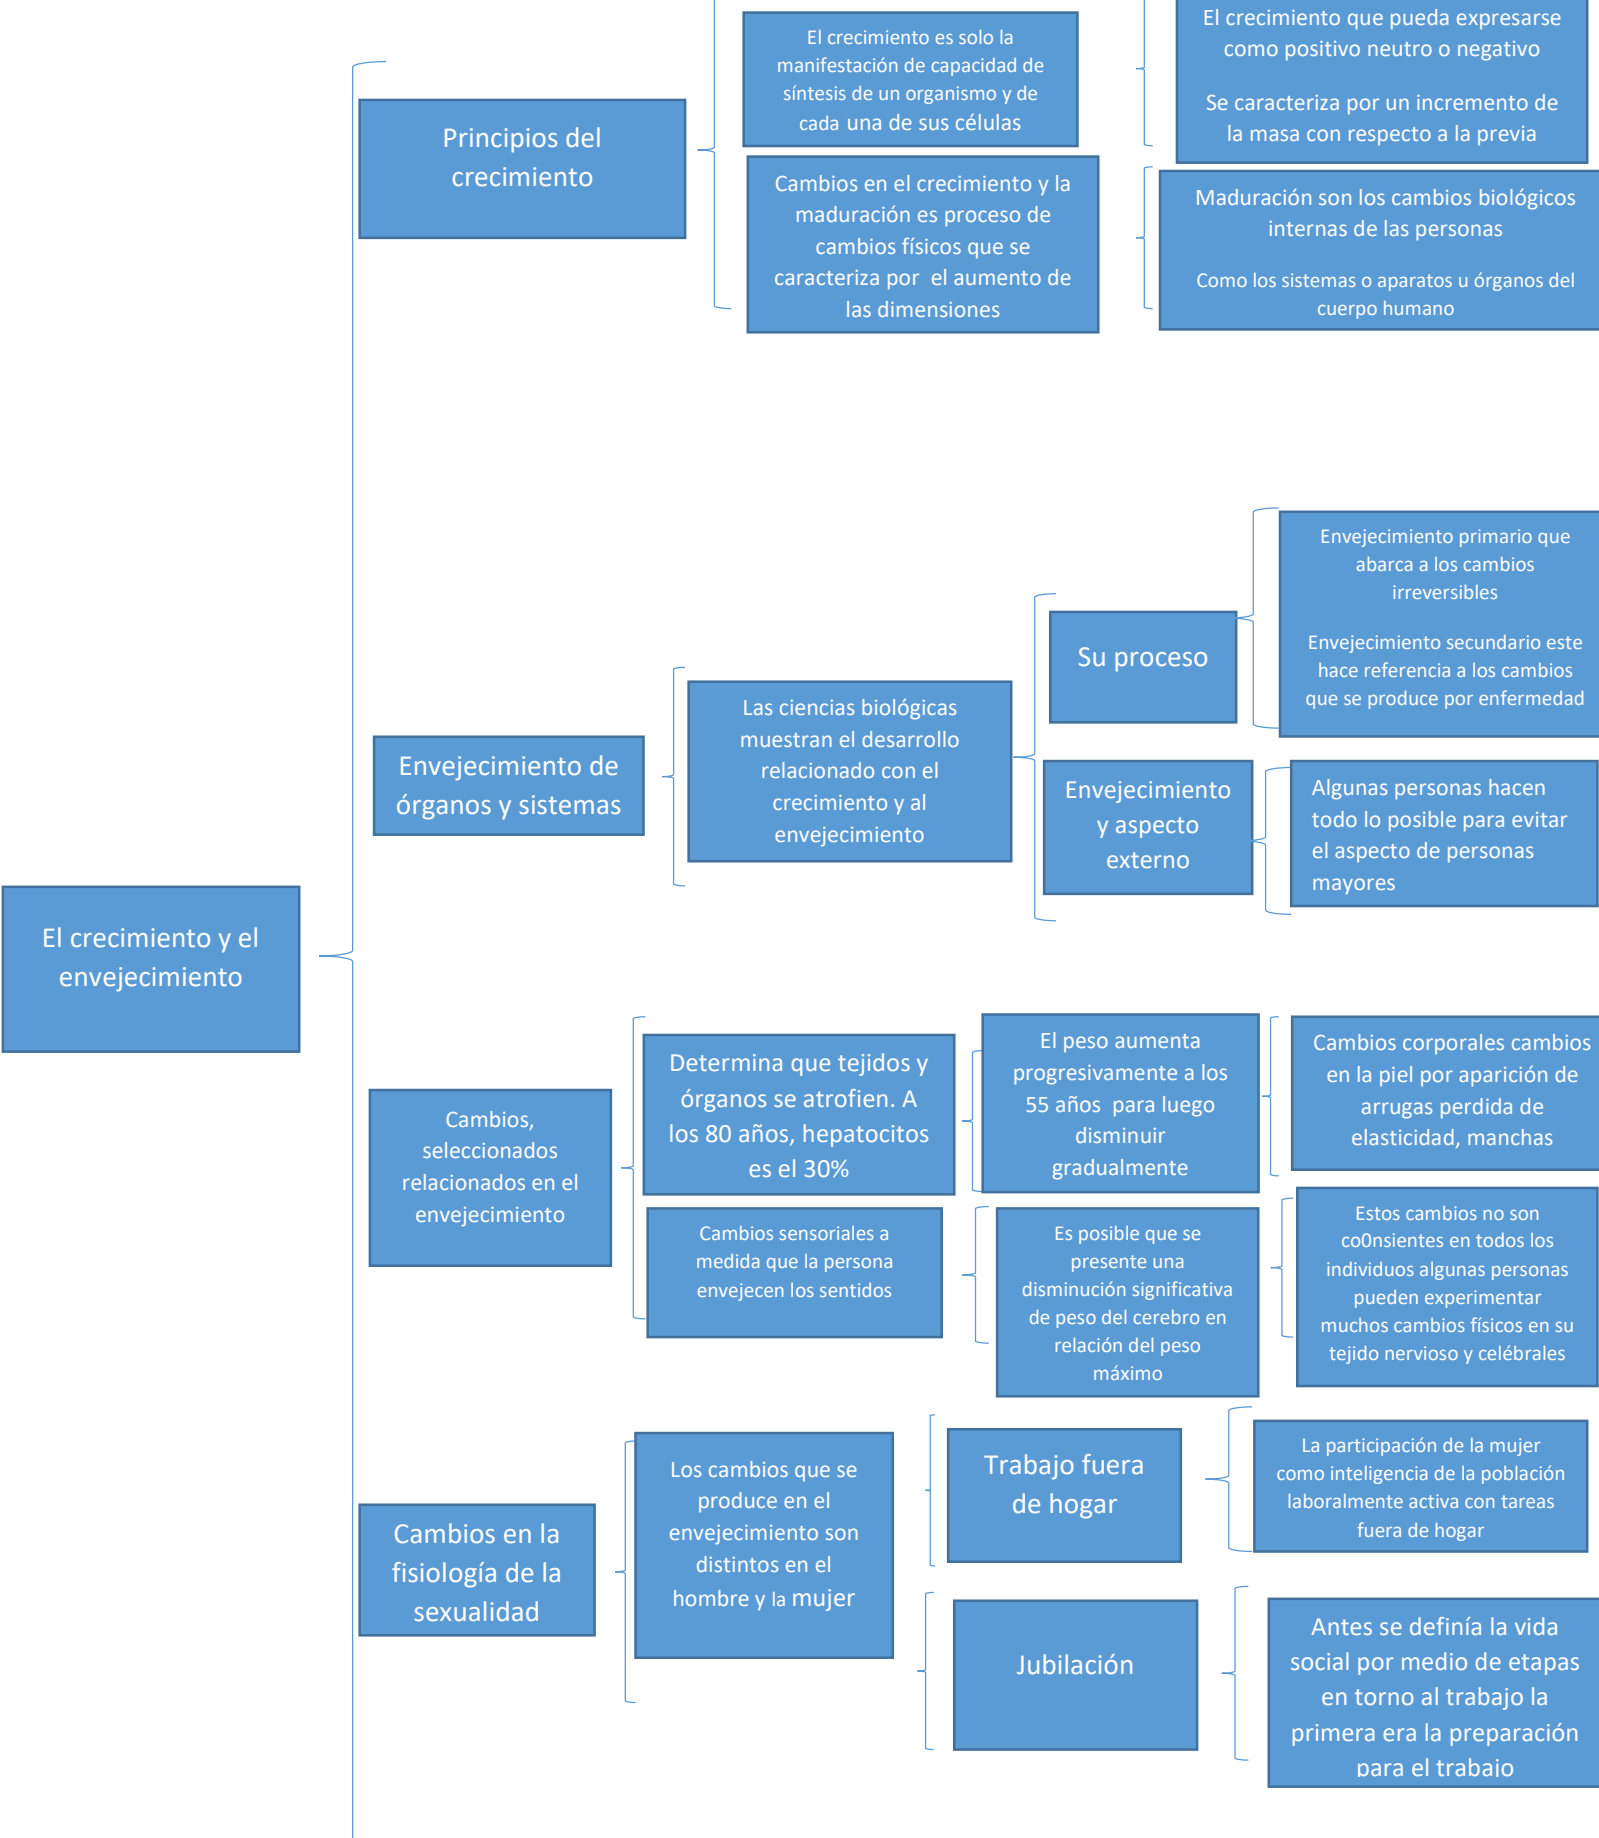 El crecimiento y el
envejecimiento
Principios del
crecimiento
El crecimiento es solo la
manifestación de capacidad de
síntesis de un organismo y de
cada una de sus células
El crecimiento que pueda expresarse
como positivo neutro o negativo
Se caracteriza por un incremento de
la masa con respecto a la previa
Cambios en el crecimiento y la
maduración es proceso de
cambios físicos que se
caracteriza por el aumento de
las dimensiones
Maduración son los cambios biológicos
internas de las personas
Como los sistemas o aparatos u órganos del
cuerpo humano
Envejecimiento de
órganos y sistemas
Las ciencias biológicas
muestran el desarrollo
relacionado con el
crecimiento y al
envejecimiento
Su proceso
Envejecimiento primario que
abarca a los cambios
irreversibles
Envejecimiento secundario este
hace referencia a los cambios
que se produce por enfermedad
Envejecimiento
y aspecto
externo
Algunas personas hacen
todo lo posible para evitar
el aspecto de personas
mayores
Cambios,
seleccionados
relacionados en el
envejecimiento
Determina que tejidos y
órganos se atrofien. A
los 80 años, hepatocitos
es el 30%
El peso aumenta
progresivamente a los
55 años para luego
disminuir
gradualmente
Cambios corporales cambios
en la piel por aparición de
arrugas perdida de
elasticidad, manchas
Cambios sensoriales a
medida que la persona
envejecen los sentidos
Es posible que se
presente una
disminución significativa
de peso del cerebro en
relación del peso
máximo
Estos cambios no son
co0nsientes en todos los
individuos algunas personas
pueden experimentar
muchos cambios físicos en su
tejido nervioso y celébrales
Cambios en la
fisiología de la
sexualidad
Los cambios que se
produce en el
envejecimiento son
distintos en el
hombre y la mujer
Trabajo fuera
de hogar
La participación de la mujer
como inteligencia de la población
laboralmente activa con tareas
fuera de hogar
Jubilación
Antes se definía la vida
social por medio de etapas
en torno al trabajo la
primera era la preparación
para el trabajo